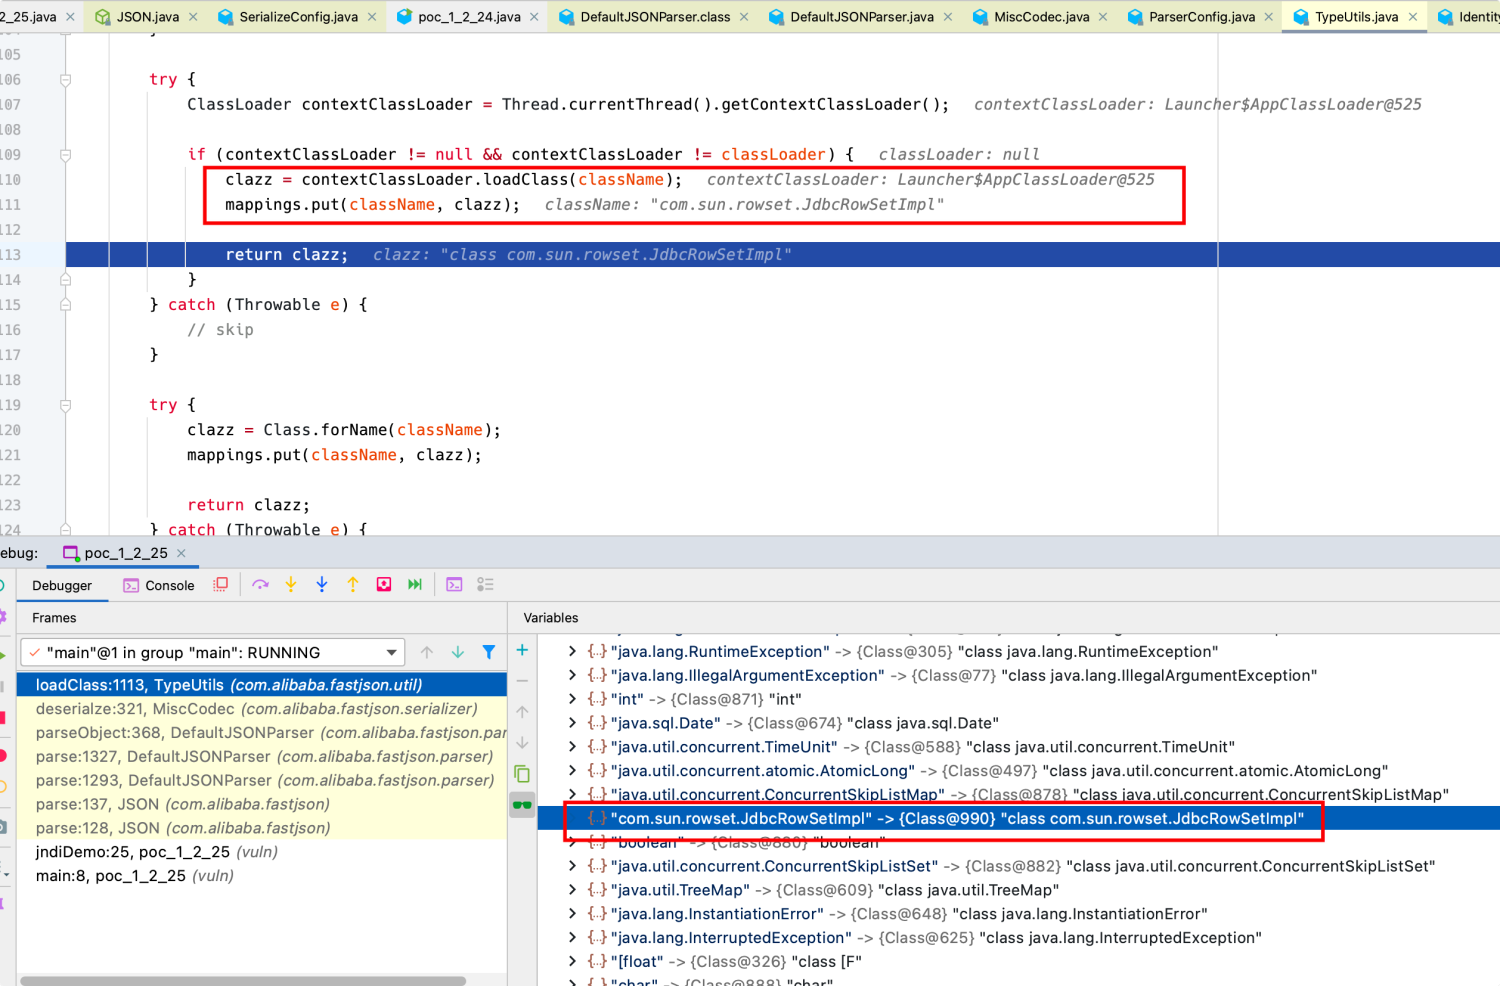 2_25.java JSON.java SerializeConfig.java poc_1_2_24.java DefaultJSONParser.class DefaultJSONParser.java MiscCodec.java ParserConfig.java TypeUtils.java Identity
105
106 try {
107 ClassLoader contextClassLoader = Thread.currentThread().getContextClassLoader(); contextClassLoader: Launcher$AppClassLoader@525
108
109 if (contextClassLoader != null && contextClassLoader != classLoader) { classLoader: null
110 clazz = contextClassLoader.loadClass(className); contextClassLoader: Launcher$AppClassLoader@525
111 mappings.put(className, clazz); className: "com.sun.rowset.JdbcRowSetImpl"
112
113 return clazz; clazz: "class com.sun.rowset.JdbcRowSetImpl"
114 }
115 } catch (Throwable e) {
116 // skip
117 }
118
119 try {
120 clazz = Class.forName(className);
121 mappings.put(className, clazz);
122
123 return clazz;
124 } catch (Throwable e) {
ebug: poc_1_2_25
Debugger Console
Frames
Variables
"main"@1 in group "main": RUNNING
loadClass:1113, TypeUtils (com.alibaba.fastjson.util)
deserialze:321, MiscCodec (com.alibaba.fastjson.serializer)
parseObject:368, DefaultJSONParser (com.alibaba.fastjson.par
parse:1327, DefaultJSONParser (com.alibaba.fastjson.parser)
parse:1293, DefaultJSONParser (com.alibaba.fastjson.parser)
parse:137, JSON (com.alibaba.fastjson)
parse:128, JSON (com.alibaba.fastjson)
jndiDemo:25, poc_1_2_25 (vuln)
main:8, poc_1_2_25 (vuln)
"java.lang.RuntimeException" -> {Class@305} "class java.lang.RuntimeException"
"java.lang.IllegalArgumentException" -> {Class@77} "class java.lang.IllegalArgumentException"
"int" -> {Class@871} "int"
"java.sql.Date" -> {Class@674} "class java.sql.Date"
"java.util.concurrent.TimeUnit" -> {Class@588} "class java.util.concurrent.TimeUnit"
"java.util.concurrent.atomic.AtomicLong" -> {Class@497} "class java.util.concurrent.atomic.AtomicLong"
"java.util.concurrent.ConcurrentSkipListMap" -> {Class@878} "class java.util.concurrent.ConcurrentSkipListMap"
"com.sun.rowset.JdbcRowSetImpl" -> {Class@990} "class com.sun.rowset.JdbcRowSetImpl"
"boolean" -> {Class@880} "boolean"
"java.util.concurrent.ConcurrentSkipListSet" -> {Class@882} "class java.util.concurrent.ConcurrentSkipListSet"
"java.util.TreeMap" -> {Class@609} "class java.util.TreeMap"
"java.lang.InstantiationError" -> {Class@648} "class java.lang.InstantiationError"
"java.lang.InterruptedException" -> {Class@625} "class java.lang.InterruptedException"
"[float" -> {Class@326} "class [F"
"char" -> {Class@888} "char"